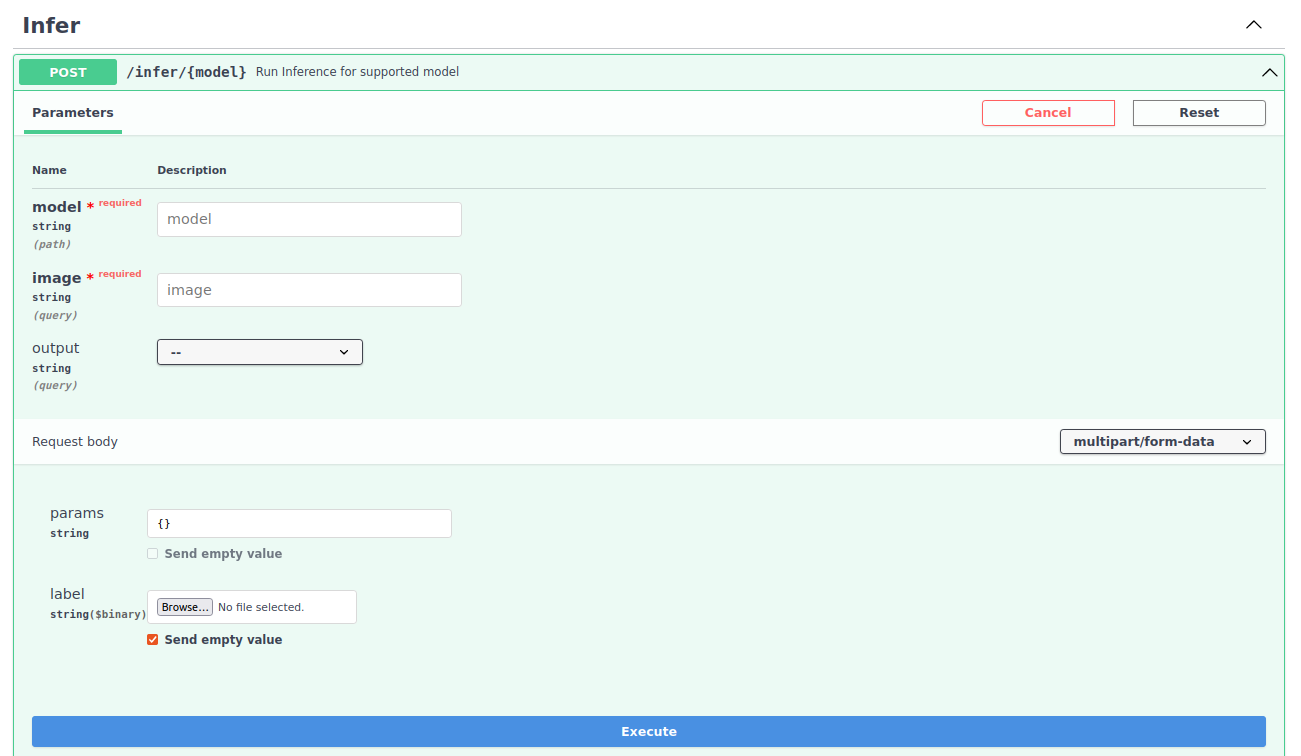 Infer
POST /infer/{model} Run Inference for supported model
Parameters Cancel Reset
Name Description
model * required
string
(path)
model
image * required
string
(query)
image
output
string
(query)
--
Request body multipart/form-data
params
string
{}
Send empty value
label
string($binary)
Browse... No file selected.
Send empty value
Execute